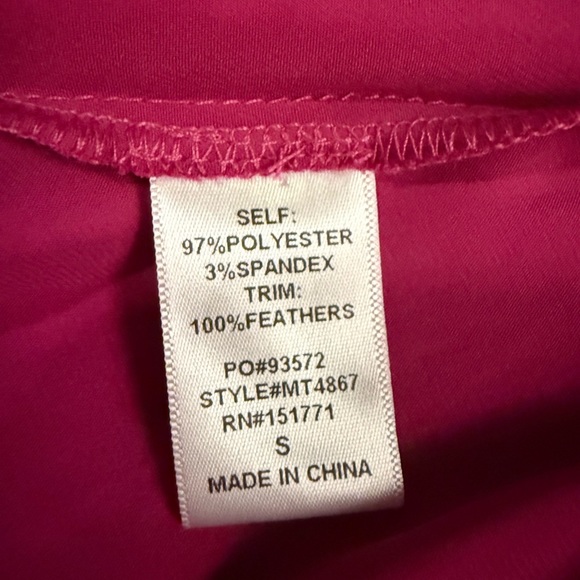 SELF:
97%POLYESTER
3%SPANDEX
TRIM:
100%FEATHERS
PO#93572
STYLE#MT4867
RN#151771
S
MADE IN CHINA